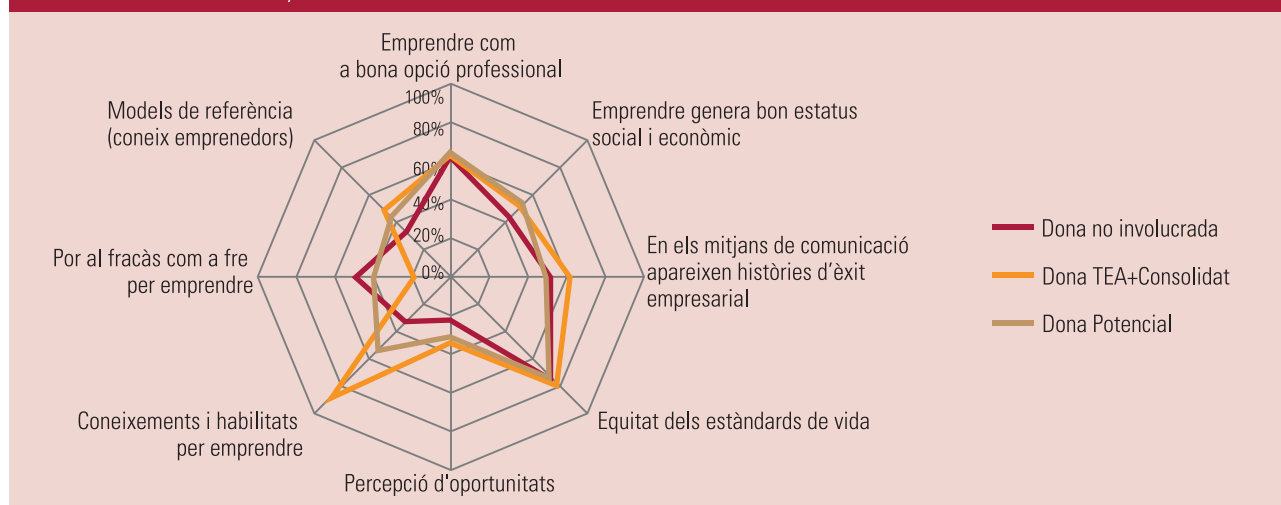 Emprendre com
a bona opció professional
Emprendre genera bon estatus
social i econòmic
En els mitjans de comunicació
apareixen històries d'èxit
empresarial
Equitat dels estàndards de vida
Percepció d'oportunitats
Coneixements i habilitats
per emprendre
Por al fracàs com a fre
per emprendre
Models de referència
(coneix emprenedors)
100%
80%
60%
40%
20%
0%
Dona no involucrada
Dona TEA+Consolidat
Dona Potencial